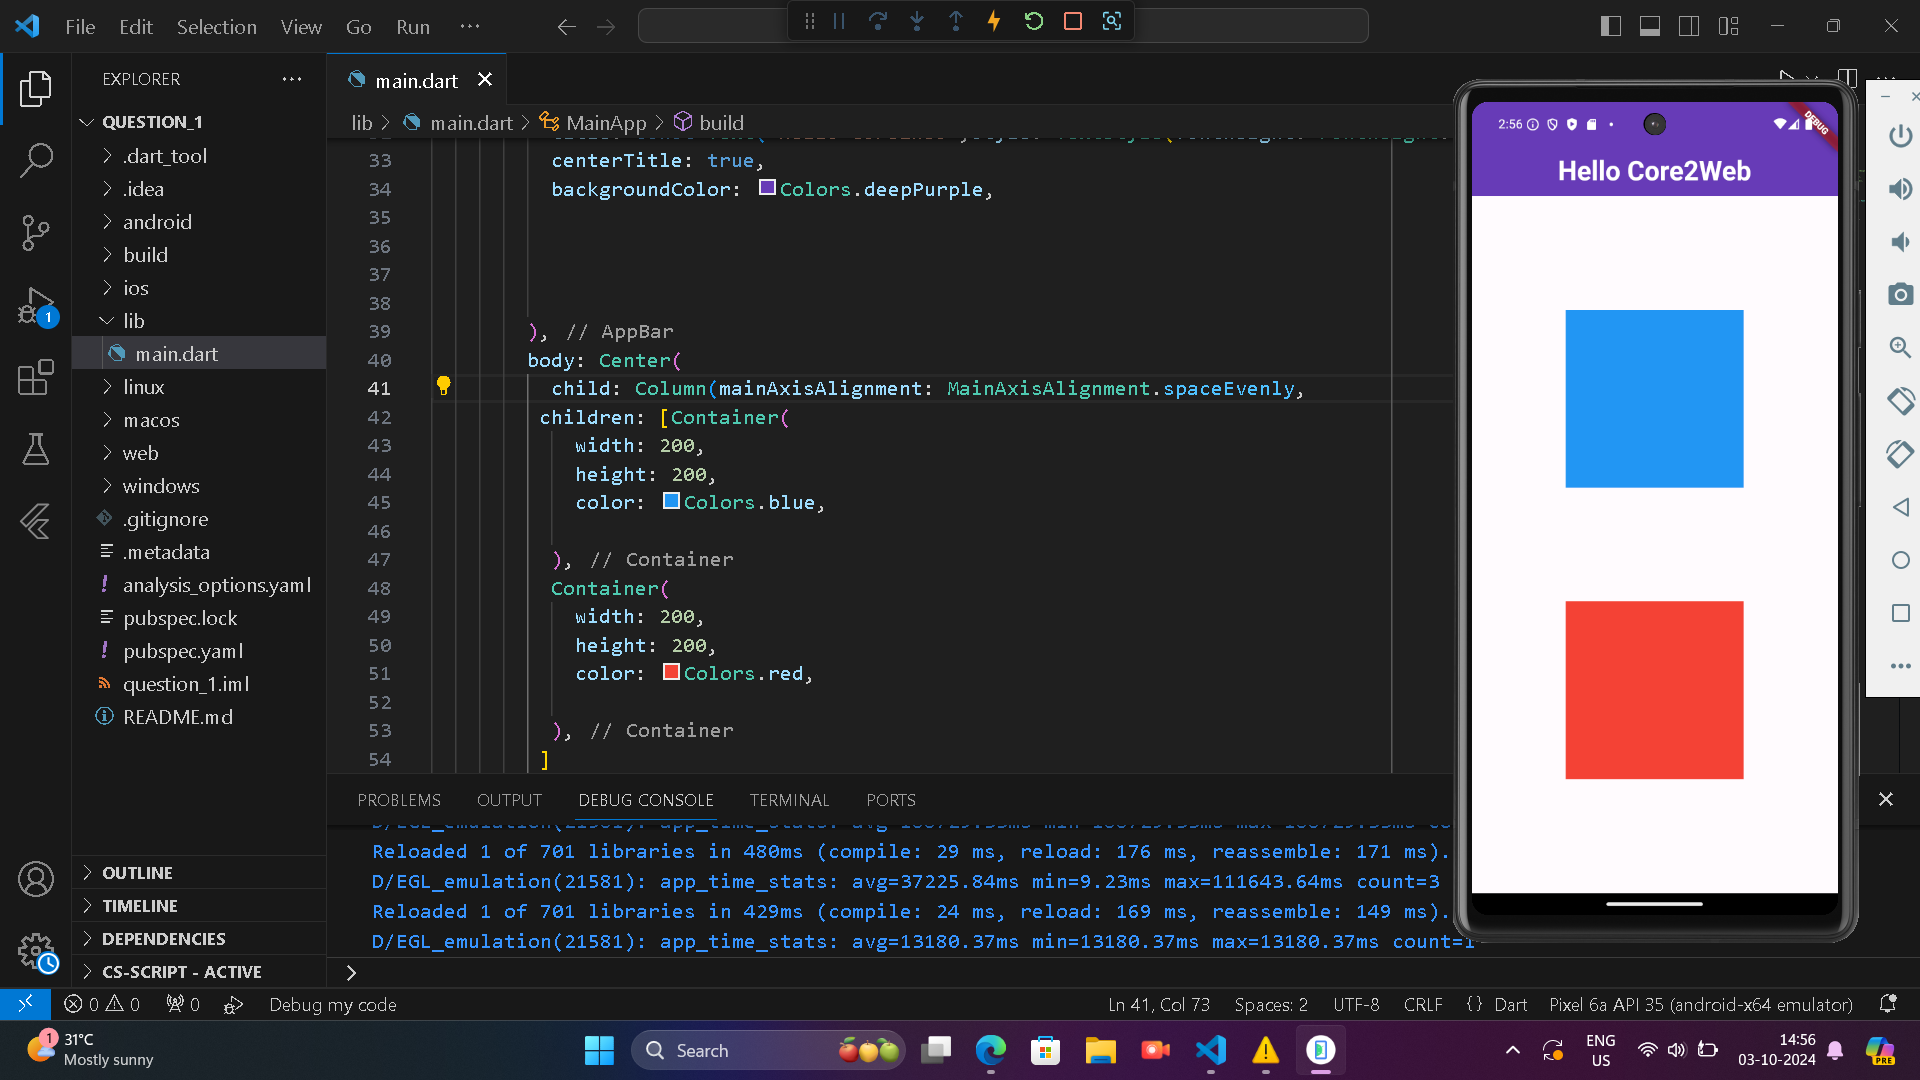 File Edit Selection View Go Run ···
EXPLORER ···
main.dart
lib > main.dart > MainApp > build
QUESTION_1
.dart_tool
.idea
android
build
ios
lib
main.dart
linux
macos
web
windows
.gitignore
.metadata
analysis_options.yaml
pubspec.lock
pubspec.yaml
question_1.iml
README.md
OUTLINE
TIMELINE
DEPENDENCIES
CS-SCRIPT - ACTIVE
1
33 centerTitle: true,
34 backgroundColor: Colors.deepPurple,
35
36
37
38
39 ), // AppBar
40 body: Center(
41 child: Column(mainAxisAlignment: MainAxisAlignment.spaceEvenly,
42 children: [Container(
43 width: 200,
44 height: 200,
45 color: Colors.blue,
46
47 ), // Container
48 Container(
49 width: 200,
50 height: 200,
51 color: Colors.red,
52
53 ), // Container
54 ]
2:56
DEBUG
Hello Core2Web
PROBLEMS OUTPUT DEBUG CONSOLE TERMINAL PORTS
Reloaded 1 of 701 libraries in 480ms (compile: 29 ms, reload: 176 ms, reassemble: 171 ms).
D/EGL_emulation(21581): app_time_stats: avg=37225.84ms min=9.23ms max=111643.64ms count=3
Reloaded 1 of 701 libraries in 429ms (compile: 24 ms, reload: 169 ms, reassemble: 149 ms).
D/EGL_emulation(21581): app_time_stats: avg=13180.37ms min=13180.37ms max=13180.37ms count=1
>
0 0 0 Debug my code Ln 41, Col 73 Spaces: 2 UTF-8 CRLF {} Dart Pixel 6a API 35 (android-x64 emulator)
1 31°C
Mostly sunny
Search
ENG
US
14:56
03-10-2024
PRE